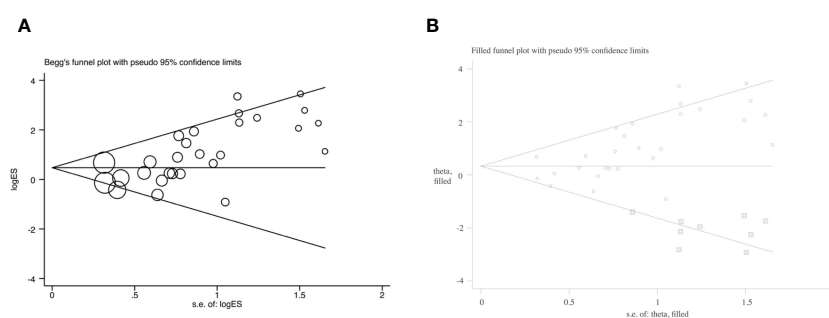 A
Begg's funnel plot with pseudo 95% confidence limits
4
2
0
-2
-4
logES
0
.5
1
1.5
2
s.e. of: logES
B
Filled funnel plot with pseudo 95% confidence limits
4
2
0
-2
-4
theta,
filled
0
0.5
1
1.5
s.e. of: theta, filled